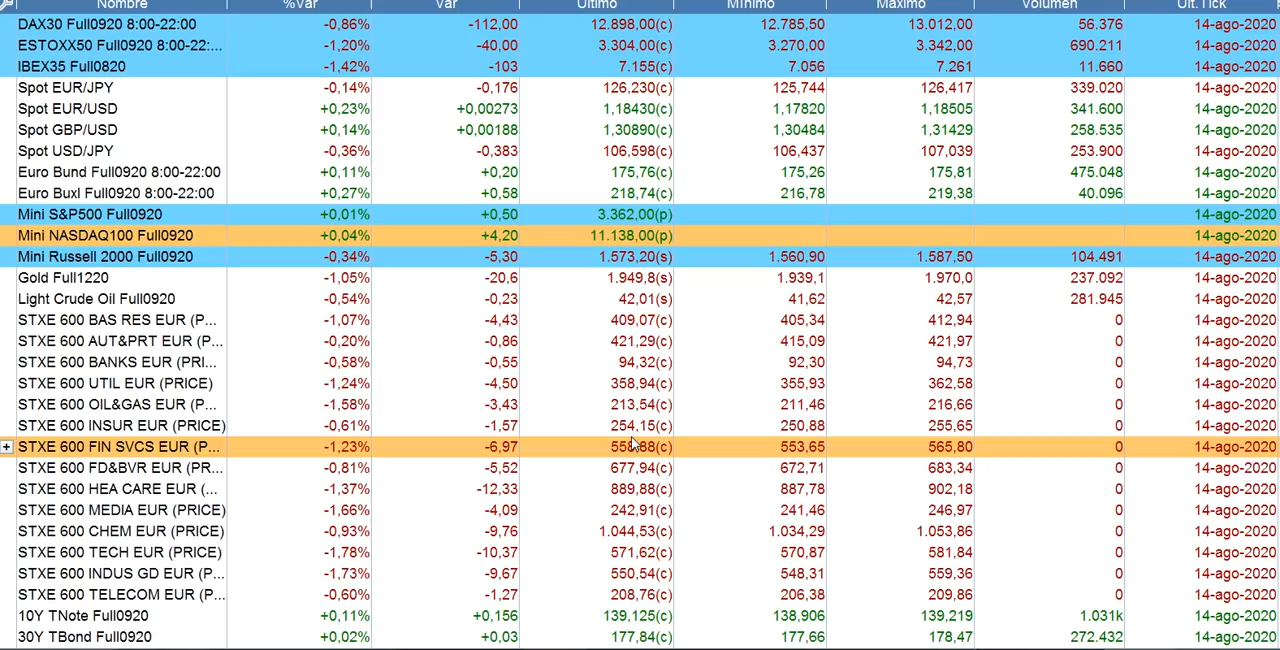 Nombre %Var Var Último Mínimo Máximo Volumen Últ. Tick
DAX30 Full0920 8:00-22:00 -0,86% -112,00 12.898,00(c) 12.785,50 13.012,00 56.376 14-ago-2020
ESTOXX50 Full0920 8:00-22:... -1,20% -40,00 3.304,00(c) 3.270,00 3.342,00 690.211 14-ago-2020
IBEX35 Full0820 -1,42% -103 7.155(c) 7.056 7.261 11.660 14-ago-2020
Spot EUR/JPY -0,14% -0,176 126,230(c) 125,744 126,417 339.020 14-ago-2020
Spot EUR/USD +0,23% +0,00273 1,18430(c) 1,17820 1,18505 341.600 14-ago-2020
Spot GBP/USD +0,14% +0,00188 1,30890(c) 1,30484 1,31429 258.535 14-ago-2020
Spot USD/JPY -0,36% -0,383 106,598(c) 106,437 107,039 253.900 14-ago-2020
Euro Bund Full0920 8:00-22:00 +0,11% +0,20 175,76(c) 175,26 175,81 475.048 14-ago-2020
Euro Buxl Full0920 8:00-22:00 +0,27% +0,58 218,74(c) 216,78 219,38 40.096 14-ago-2020
Mini S&P500 Full0920 +0,01% +0,50 3.362,00(p) 14-ago-2020
Mini NASDAQ100 Full0920 +0,04% +4,20 11.138,00(p) 14-ago-2020
Mini Russell 2000 Full0920 -0,34% -5,30 1.573,20(s) 1.560,90 1.587,50 104.491 14-ago-2020
Gold Full1220 -1,05% -20,6 1.949,8(s) 1.939,1 1.970,0 237.092 14-ago-2020
Light Crude Oil Full0920 -0,54% -0,23 42,01(s) 41,62 42,57 281.945 14-ago-2020
STXE 600 BAS RES EUR (P... -1,07% -4,43 409,07(c) 405,34 412,94 0 14-ago-2020
STXE 600 AUT&PRT EUR (P... -0,20% -0,86 421,29(c) 415,09 421,97 0 14-ago-2020
STXE 600 BANKS EUR (PRI... -0,58% -0,55 94,32(c) 92,30 94,73 0 14-ago-2020
STXE 600 UTIL EUR (PRICE) -1,24% -4,50 358,94(c) 355,93 362,58 0 14-ago-2020
STXE 600 OIL&GAS EUR (P... -1,58% -3,43 213,54(c) 211,46 216,66 0 14-ago-2020
STXE 600 INSUR EUR (PRICE) -0,61% -1,57 254,15(c) 250,88 255,65 0 14-ago-2020
STXE 600 FIN SVCS EUR (P... -1,23% -6,97 558,88(c) 553,65 565,80 0 14-ago-2020
STXE 600 FD&BVR EUR (PR... -0,81% -5,52 677,94(c) 672,71 683,34 0 14-ago-2020
STXE 600 HEA CARE EUR (... -1,37% -12,33 889,88(c) 887,78 902,18 0 14-ago-2020
STXE 600 MEDIA EUR (PRICE) -1,66% -4,09 242,91(c) 241,46 246,97 0 14-ago-2020
STXE 600 CHEM EUR (PRICE) -0,93% -9,76 1.044,53(c) 1.034,29 1.053,86 0 14-ago-2020
STXE 600 TECH EUR (PRICE) -1,78% -10,37 571,62(c) 570,87 581,84 0 14-ago-2020
STXE 600 INDUS GD EUR (P... -1,73% -9,67 550,54(c) 548,31 559,36 0 14-ago-2020
STXE 600 TELECOM EUR (P... -0,60% -1,27 208,76(c) 206,38 209,86 0 14-ago-2020
10Y TNote Full0920 +0,11% +0,156 139,125(c) 138,906 139,219 1.031k 14-ago-2020
30Y TBond Full0920 +0,02% +0,03 177,84(c) 177,66 178,47 272.432 14-ago-2020